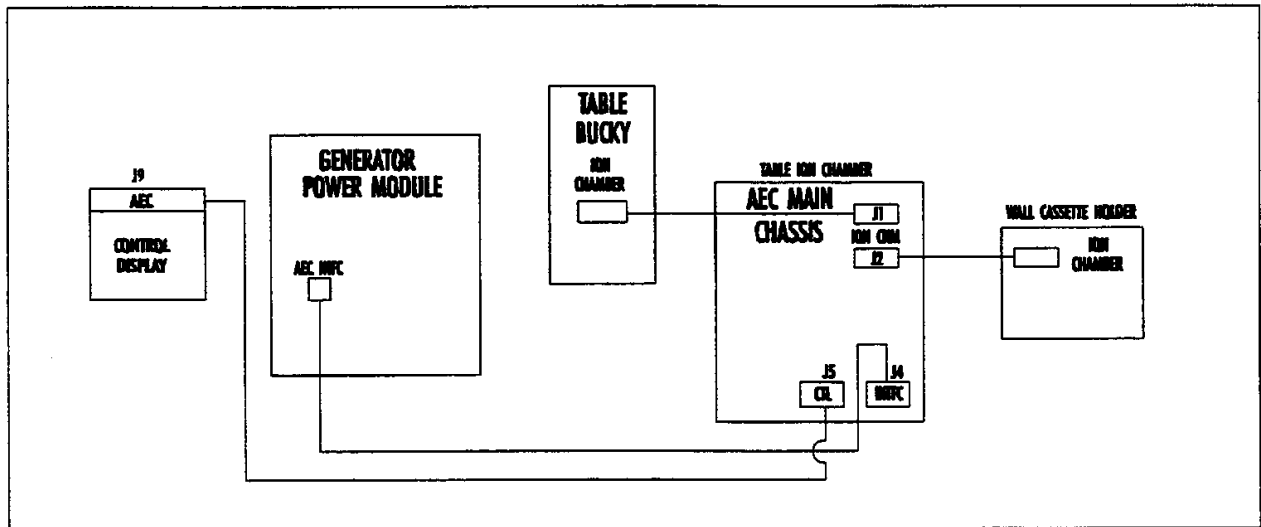 J9
AEC
CONTROL
DISPLAY
GENERATOR
POWER MODULE
AEC INTFC
TABLE
BUCKY
ION
CHAMBER
TABLE ION CHAMBER
AEC MAIN
CHASSIS
J1
ION CHM
J2
J5
CTL
J4
INTFC
WALL CASSETTE HOLDER
ION
CHAMBER